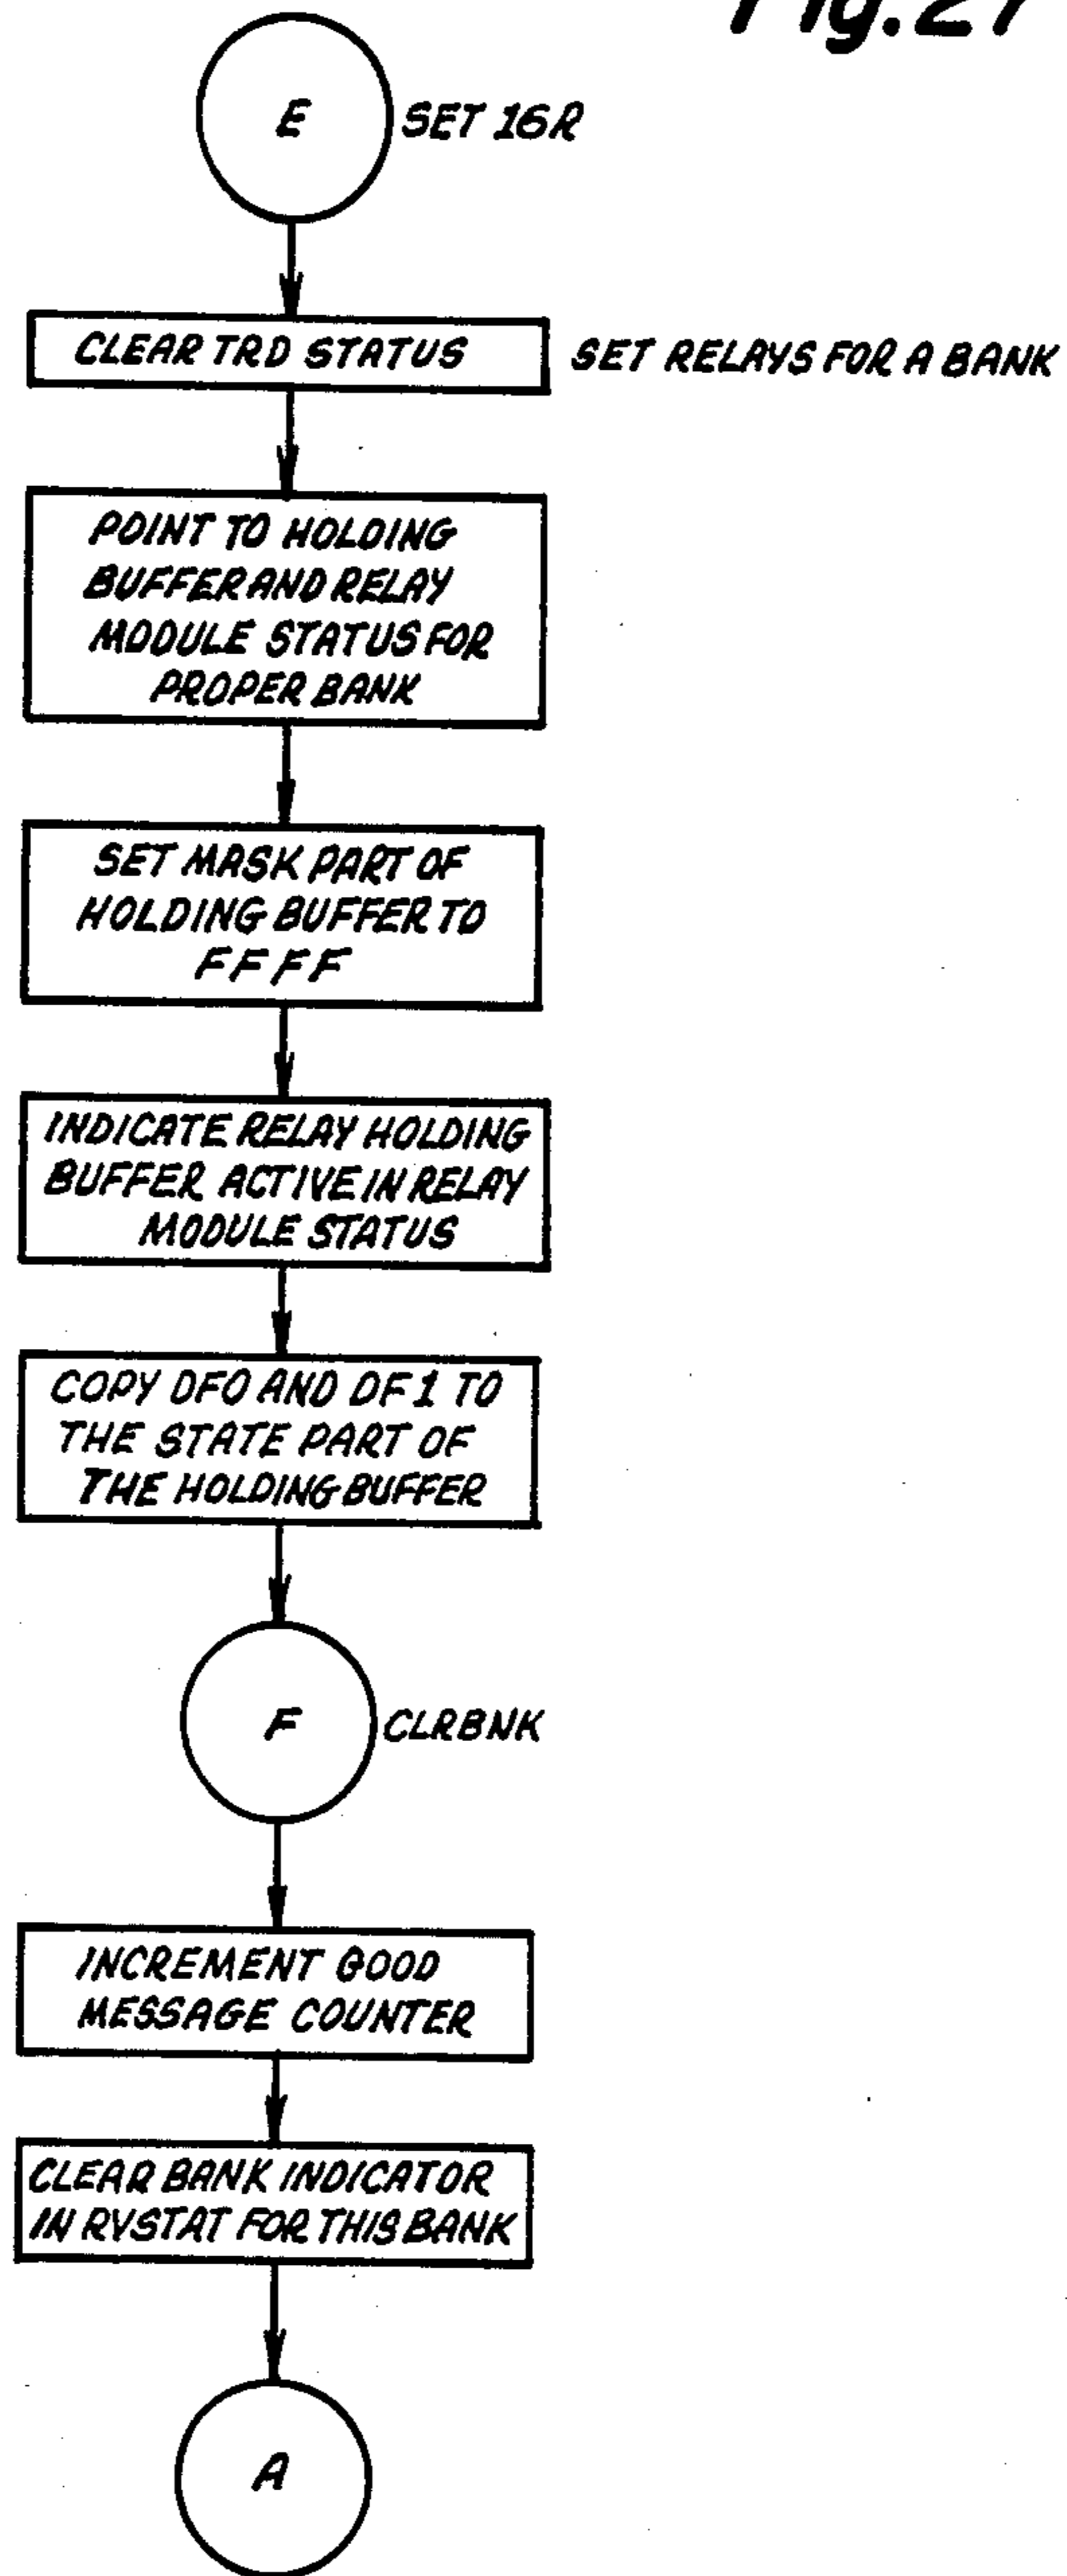 Fig. 27
E SET 16R
CLEAR TRD STATUS SET RELAYS FOR A BANK
POINT TO HOLDING
BUFFER AND RELAY
MODULE STATUS FOR
PROPER BANK
SET MASK PART OF
HOLDING BUFFER TO
FFFF
INDICATE RELAY HOLDING
BUFFER ACTIVE IN RELAY
MODULE STATUS
COPY DF0 AND DF1 TO
THE STATE PART OF
THE HOLDING BUFFER
F CLRBNK
INCREMENT GOOD
MESSAGE COUNTER
CLEAR BANK INDICATOR
IN RVSTAT FOR THIS BANK
A